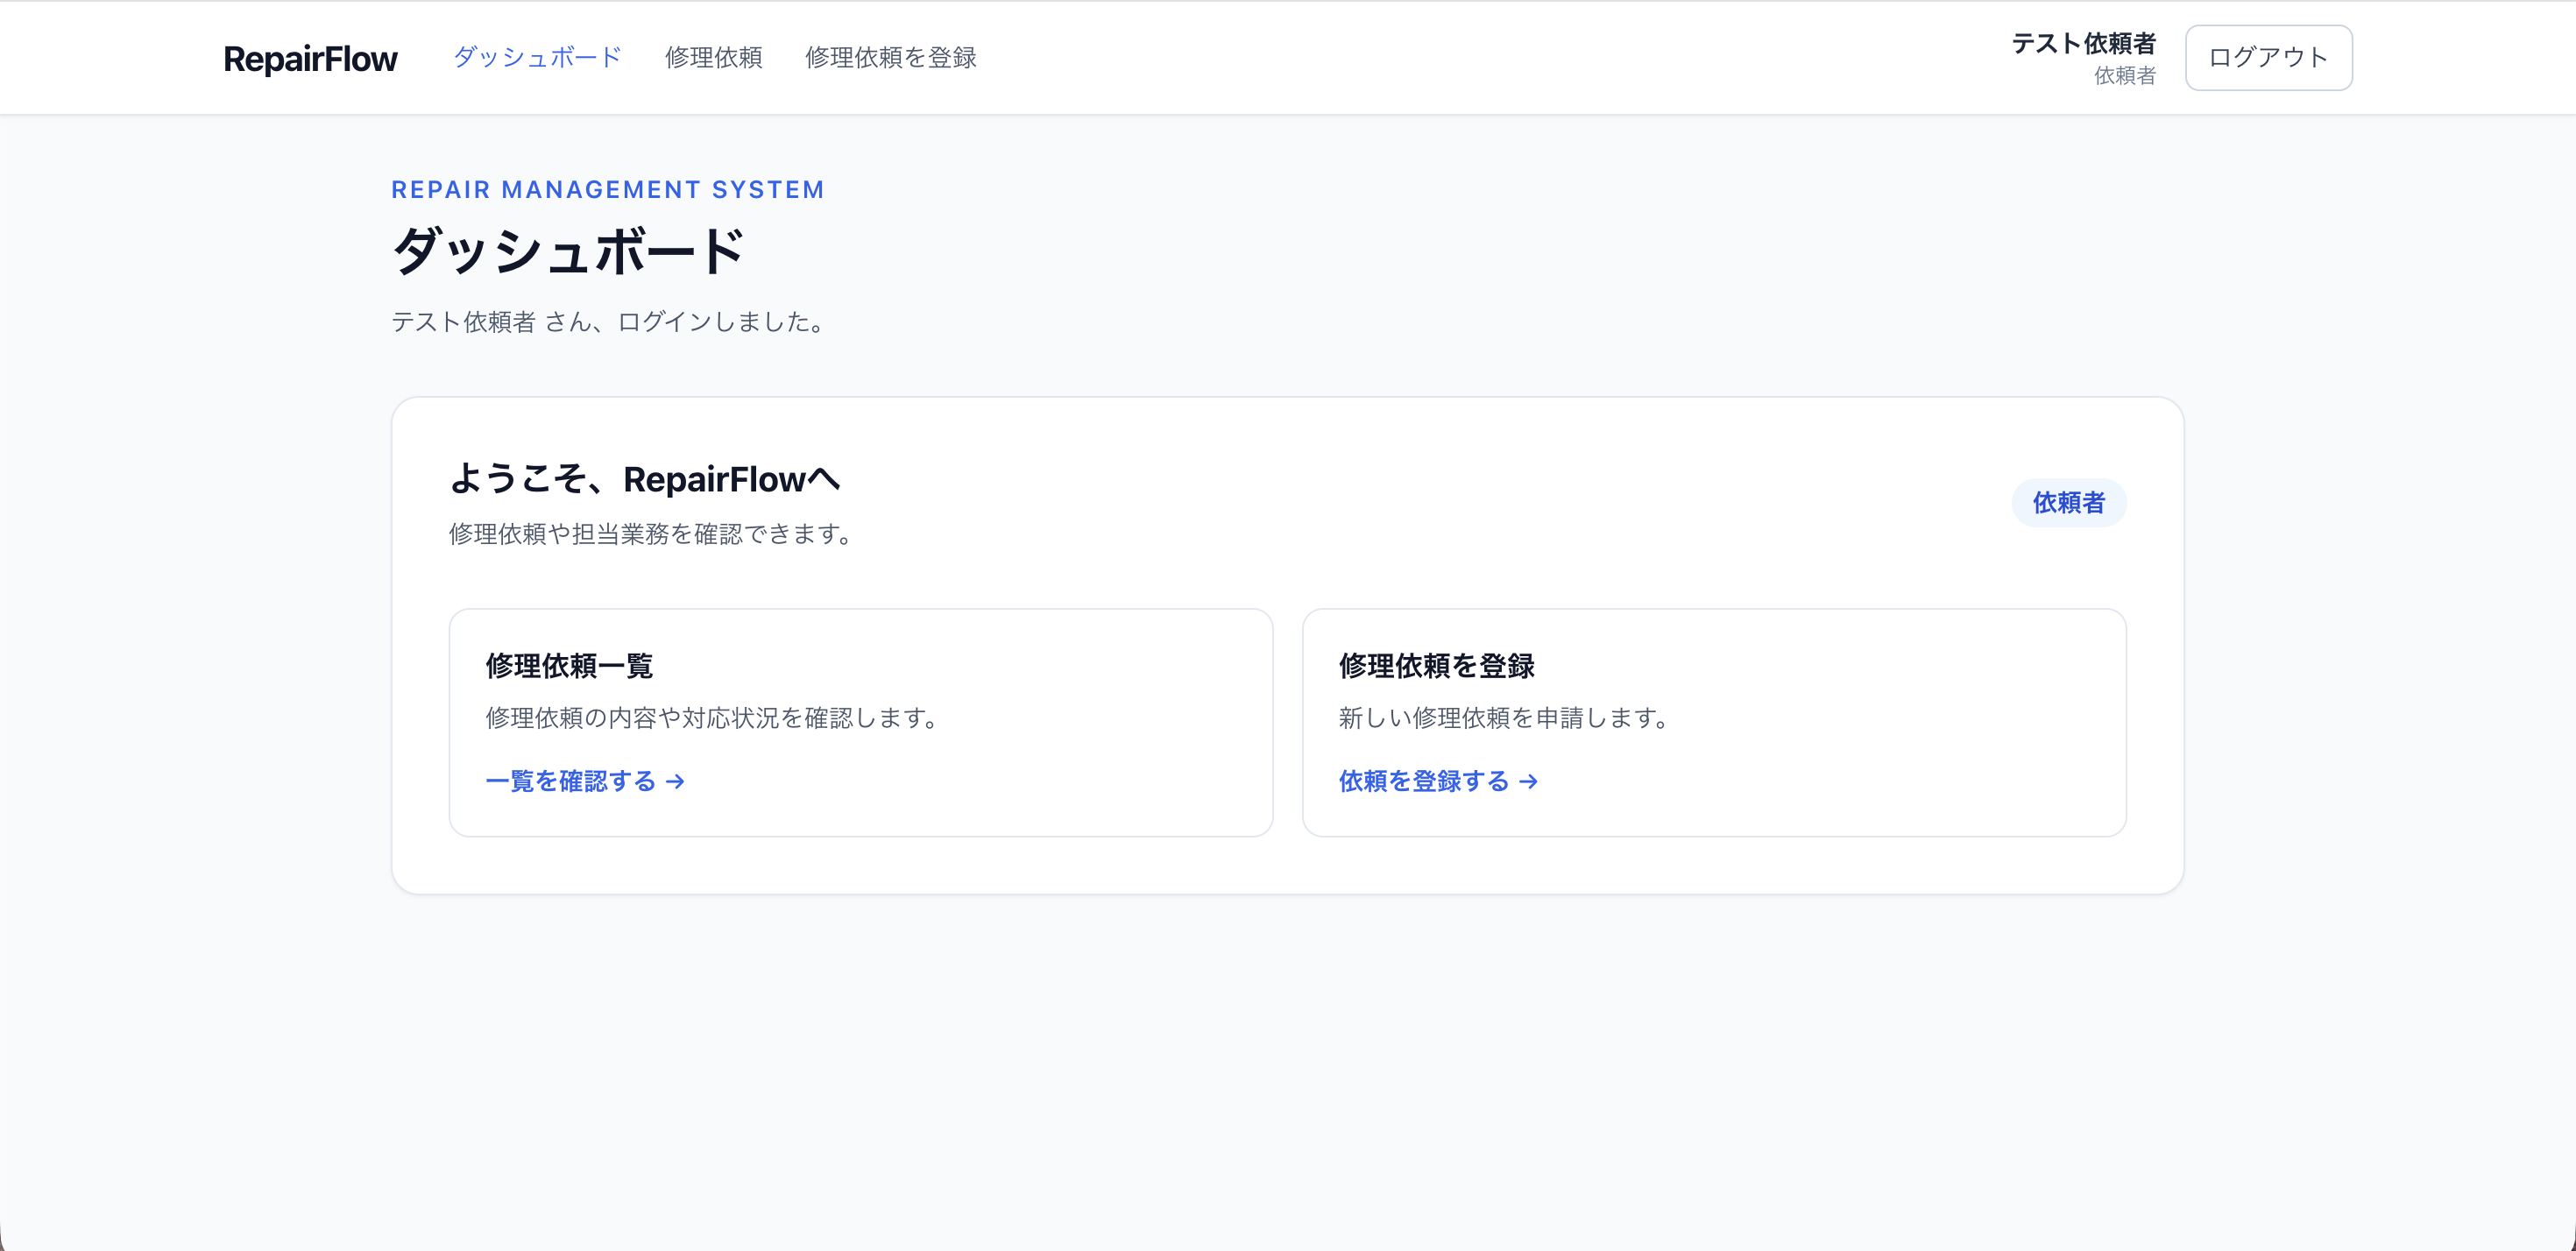 RepairFlow
ダッシュボード
修理依頼
修理依頼を登録
テスト依頼者
依頼者
ログアウト
REPAIR MANAGEMENT SYSTEM
ダッシュボード
テスト依頼者 さん、ログインしました。
ようこそ、RepairFlowへ
修理依頼や担当業務を確認できます。
依頼者
修理依頼一覧
修理依頼の内容や対応状況を確認します。
一覧を確認する →
修理依頼を登録
新しい修理依頼を申請します。
依頼を登録する →